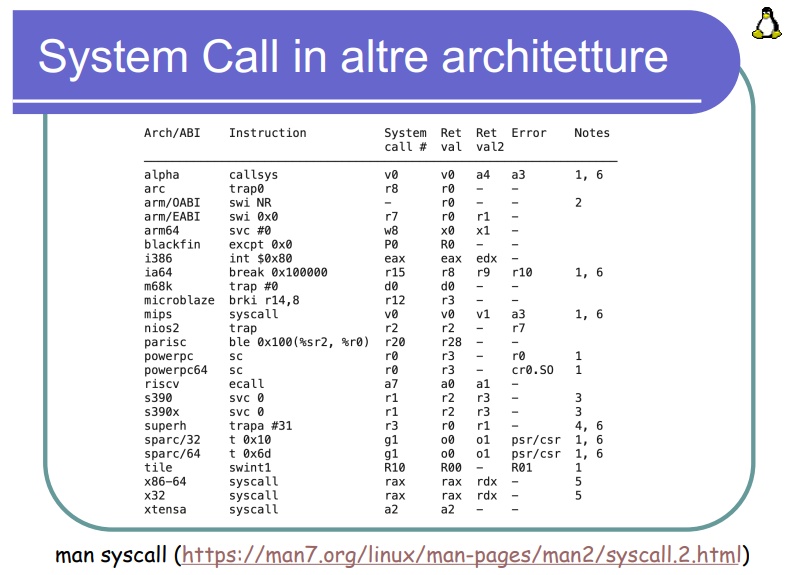 System Call in altre architetture
Arch/ABI Instruction System Ret Ret Error Notes
call # val val2
alpha callsys v0 v0 a4 a3 1, 6
arc trap0 r8 r0 - -
arm/OABI swi NR - r0 - - 2
arm/EABI swi 0x0 r7 r0 r1 -
arm64 svc #0 w8 x0 x1 -
blackfin excpt 0x0 P0 R0 - -
i386 int $0x80 eax eax edx -
ia64 break 0x100000 r15 r8 r9 r10 1, 6
m68k trap #0 d0 d0 - -
microblaze brki r14,8 r12 r3 - -
mips syscall v0 v0 v1 a3 1, 6
nios2 trap r2 r2 - r7
parisc ble 0x100(%sr2, %r0) r20 r28 - -
powerpc sc r0 r3 - r0 1
powerpc64 sc r0 r3 - cr0.SO 1
riscv ecall a7 a0 a1 -
s390 svc 0 r1 r2 r3 - 3
s390x svc 0 r1 r2 r3 - 3
superh trapa #31 r3 r0 r1 - 4, 6
sparc/32 t 0x10 g1 o0 o1 psr/csr 1, 6
sparc/64 t 0x6d g1 o0 o1 psr/csr 1, 6
tile swint1 R10 R00 - R01 1
x86-64 syscall rax rax rdx - 5
x32 syscall rax rax rdx - 5
xtensa syscall a2 a2 - -
man syscall (https://man7.org/linux/man-pages/man2/syscall.2.html)